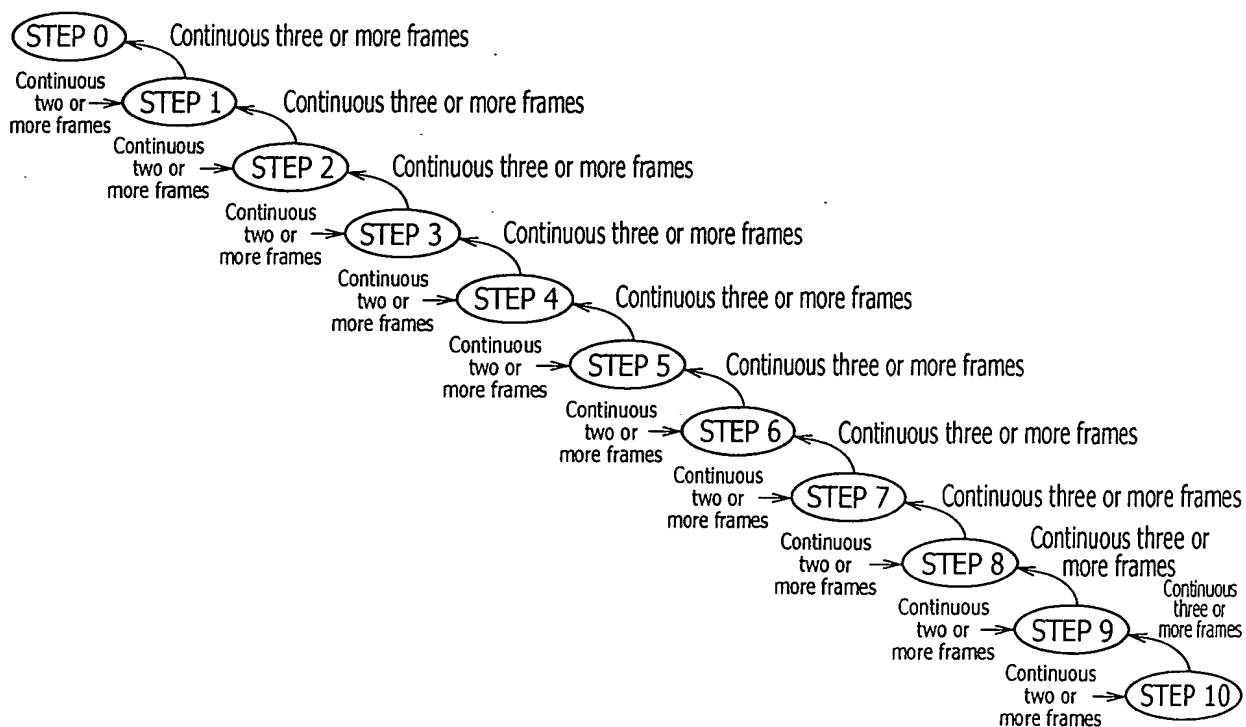 STEP 0
Continuous three or more frames
Continuous
two or
more frames
STEP 1
Continuous three or more frames
Continuous
two or
more frames
STEP 2
Continuous three or more frames
Continuous
two or
more frames
STEP 3
Continuous three or more frames
Continuous
two or
more frames
STEP 4
Continuous three or more frames
Continuous
two or
more frames
STEP 5
Continuous three or more frames
Continuous
two or
more frames
STEP 6
Continuous three or more frames
Continuous
two or
more frames
STEP 7
Continuous three or more frames
Continuous
two or
more frames
STEP 8
Continuous three or
more frames
Continuous
two or
more frames
STEP 9
Continuous
three or
more frames
Continuous
two or
more frames
STEP 10